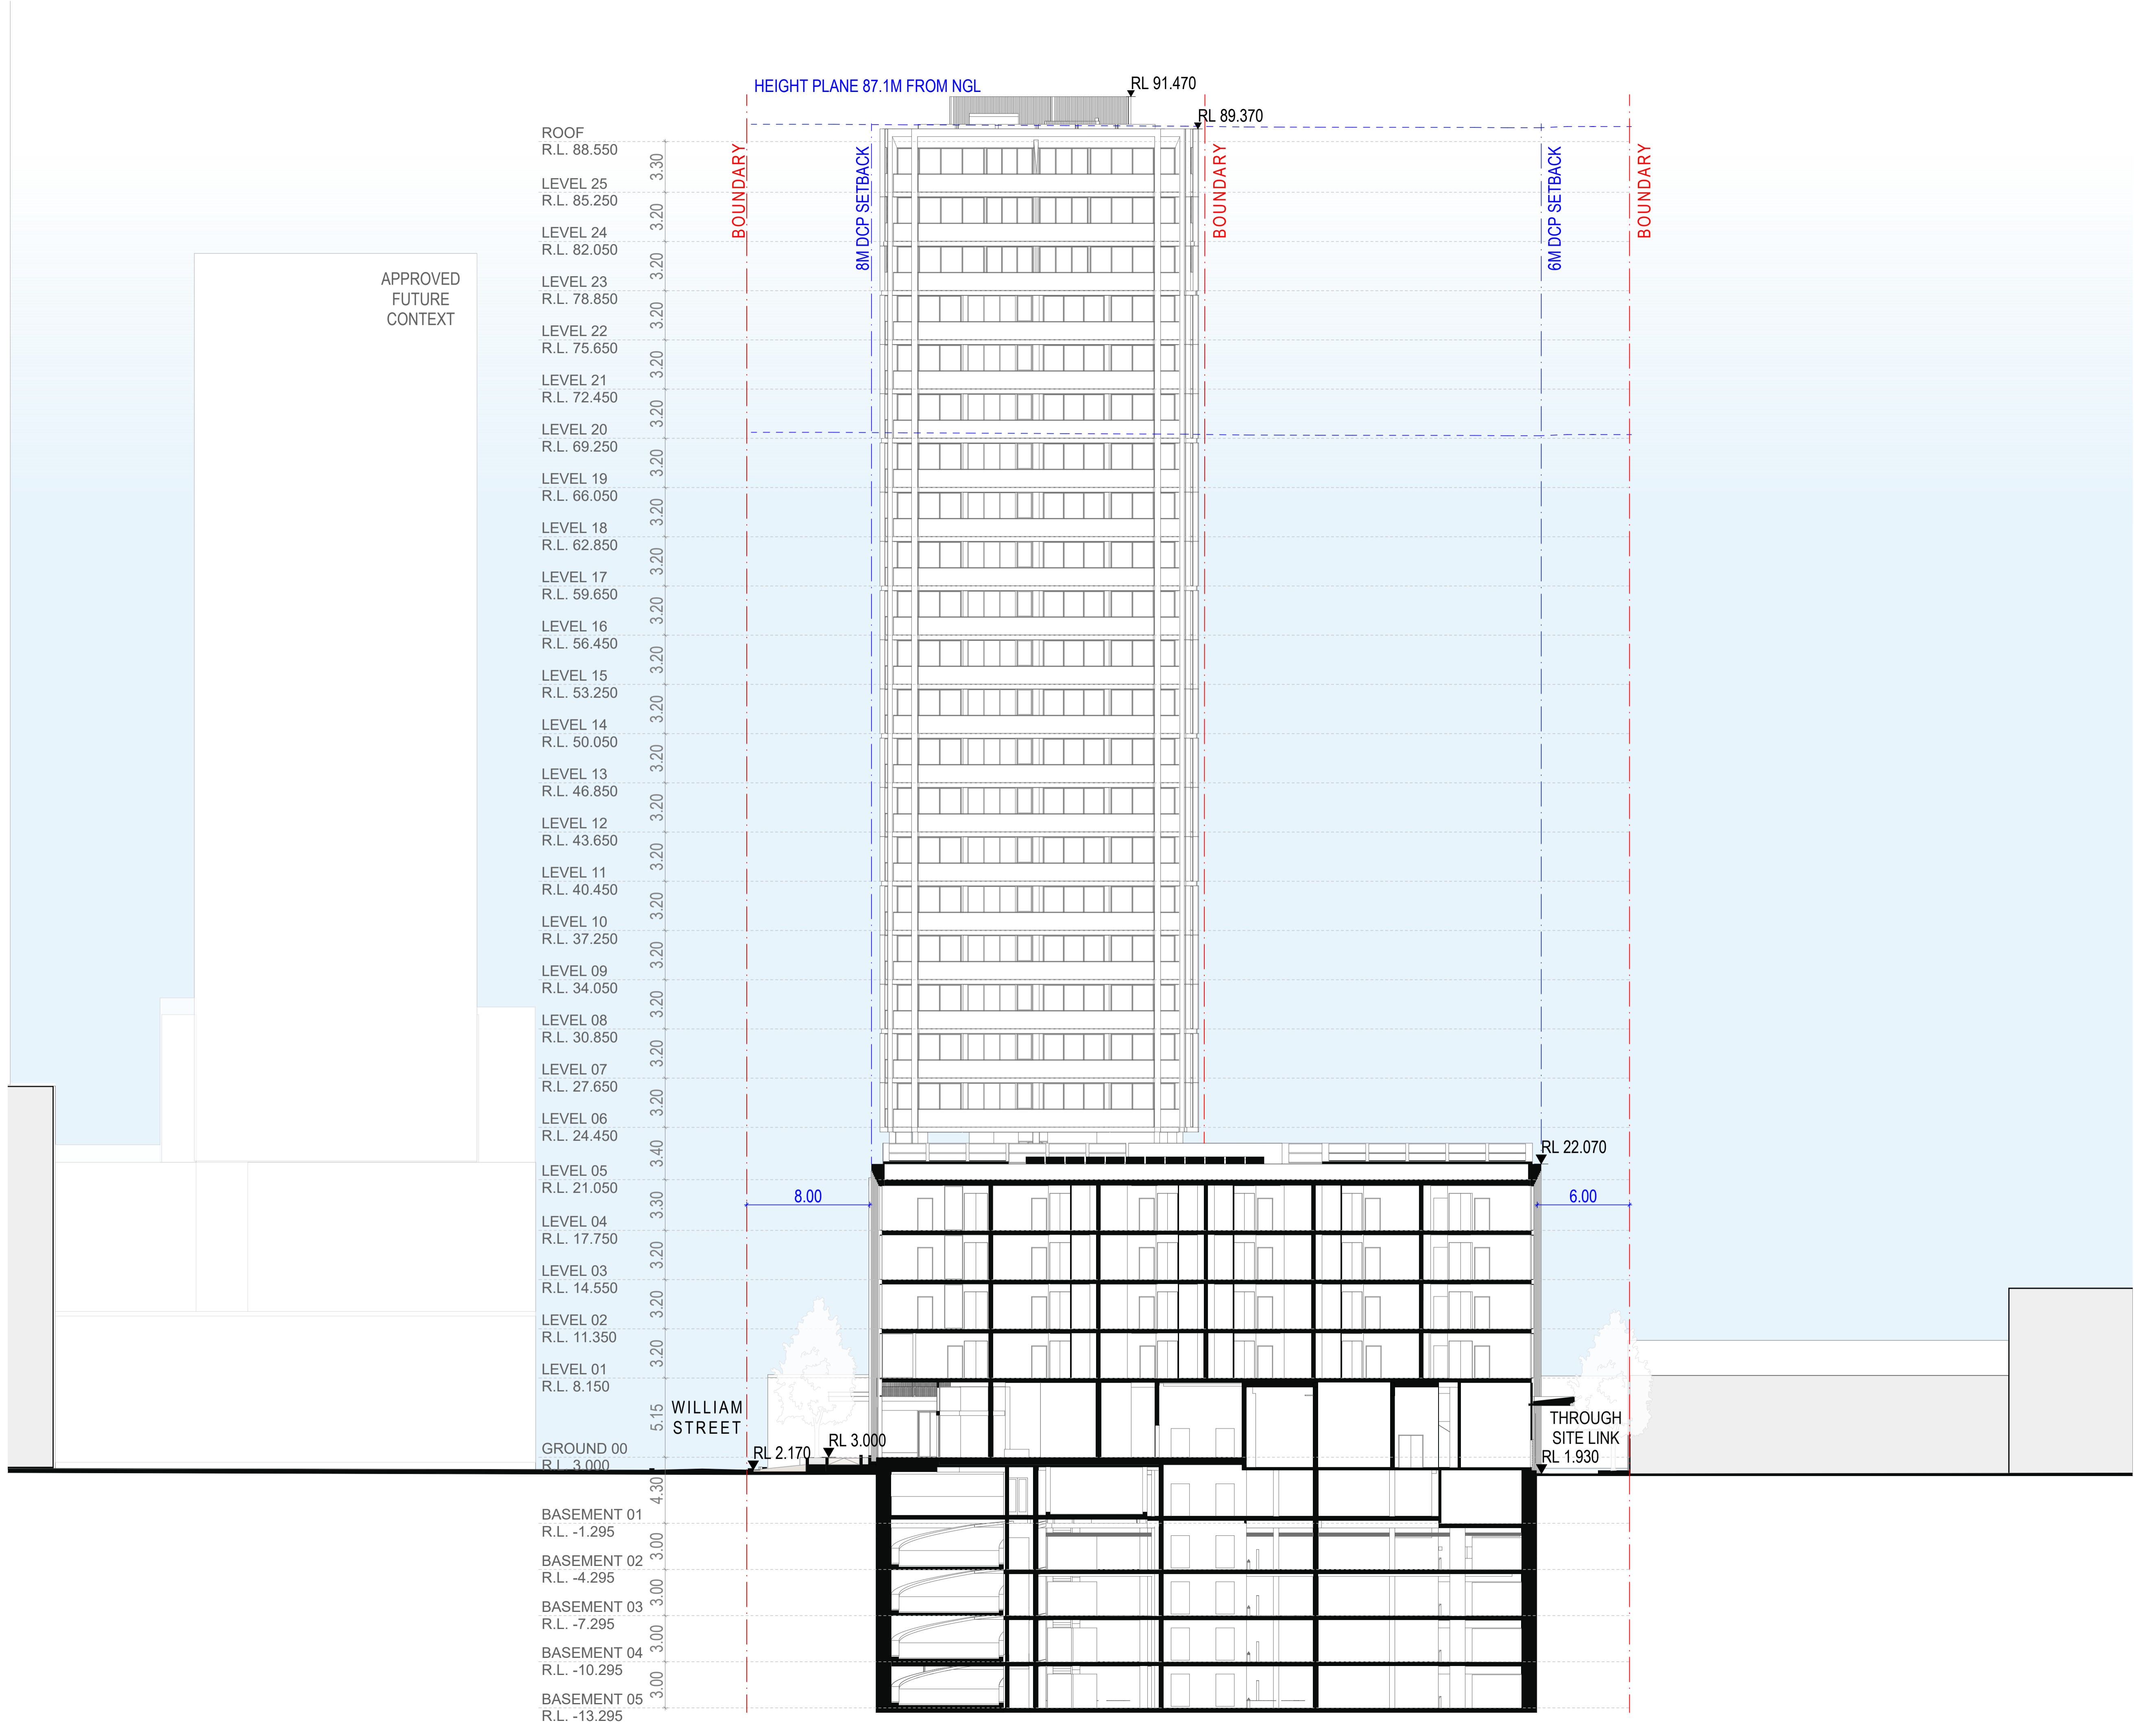 HEIGHT PLANE 87.1M FROM NGL
RL 91.470
RL 89.370
BOUNDARY
8M DCP SETBACK
BOUNDARY
6M DCP SETBACK
BOUNDARY
APPROVED
FUTURE
CONTEXT
ROOF
R.L. 88.550
3.30
LEVEL 25
R.L. 85.250
3.20
LEVEL 24
R.L. 82.050
3.20
LEVEL 23
R.L. 78.850
3.20
LEVEL 22
R.L. 75.650
3.20
LEVEL 21
R.L. 72.450
3.20
LEVEL 20
R.L. 69.250
3.20
LEVEL 19
R.L. 66.050
3.20
LEVEL 18
R.L. 62.850
3.20
LEVEL 17
R.L. 59.650
3.20
LEVEL 16
R.L. 56.450
3.20
LEVEL 15
R.L. 53.250
3.20
LEVEL 14
R.L. 50.050
3.20
LEVEL 13
R.L. 46.850
3.20
LEVEL 12
R.L. 43.650
3.20
LEVEL 11
R.L. 40.450
3.20
LEVEL 10
R.L. 37.250
3.20
LEVEL 09
R.L. 34.050
3.20
LEVEL 08
R.L. 30.850
3.20
LEVEL 07
R.L. 27.650
3.20
LEVEL 06
R.L. 24.450
3.40
LEVEL 05
R.L. 21.050
3.30
LEVEL 04
R.L. 17.750
3.20
LEVEL 03
R.L. 14.550
3.20
LEVEL 02
R.L. 11.350
3.20
LEVEL 01
R.L. 8.150
5.15
GROUND 00
R.L. 3.000
4.30
BASEMENT 01
R.L. -1.295
3.00
BASEMENT 02
R.L. -4.295
3.00
BASEMENT 03
R.L. -7.295
3.00
BASEMENT 04
R.L. -10.295
3.00
BASEMENT 05
R.L. -13.295
RL 22.070
8.00
6.00
WILLIAM
STREET
RL 2.170
RL 3.000
THROUGH
SITE LINK
RL 1.930